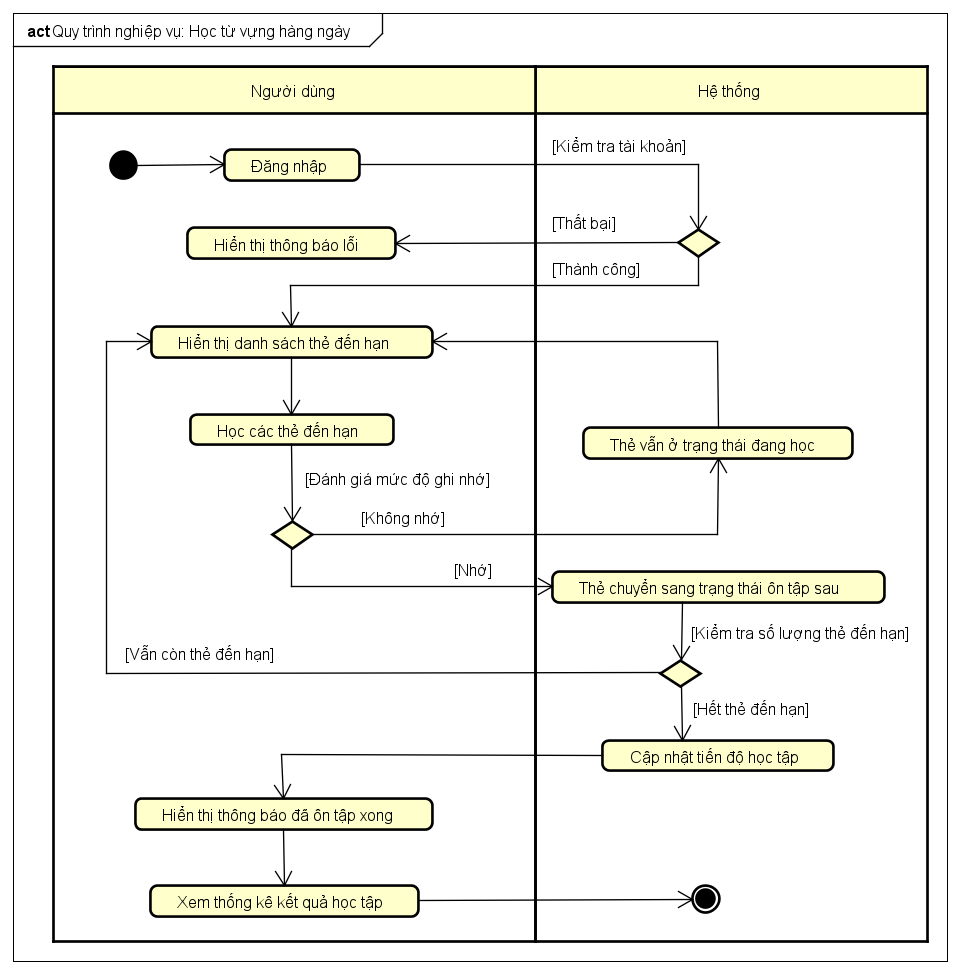 act Quy trình nghiệp vụ: Học từ vựng hàng ngày
Người dùng
Hệ thống
[Kiểm tra tài khoản]
Đăng nhập
[Thất bại]
Hiển thị thông báo lỗi
[Thành công]
Hiển thị danh sách thẻ đến hạn
Học các thẻ đến hạn
Thẻ vẫn ở trạng thái đang học
[Đánh giá mức độ ghi nhớ]
[Không nhớ]
[Nhớ]
Thẻ chuyển sang trạng thái ôn tập sau
[Kiểm tra số lượng thẻ đến hạn]
[Vẫn còn thẻ đến hạn]
[Hết thẻ đến hạn]
Cập nhật tiến độ học tập
Hiển thị thông báo đã ôn tập xong
Xem thống kê kết quả học tập